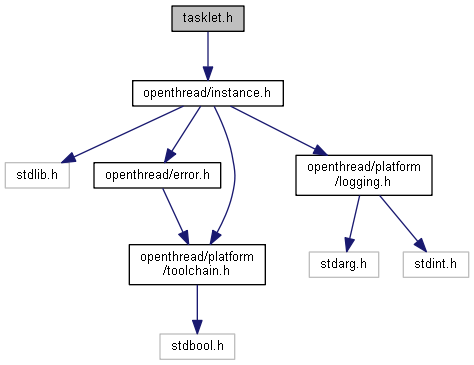 tasklet.h
openthread/instance.h
stdlib.h
openthread/error.h
openthread/platform
/logging.h
openthread/platform
/toolchain.h
stdarg.h
stdint.h
stdbool.h